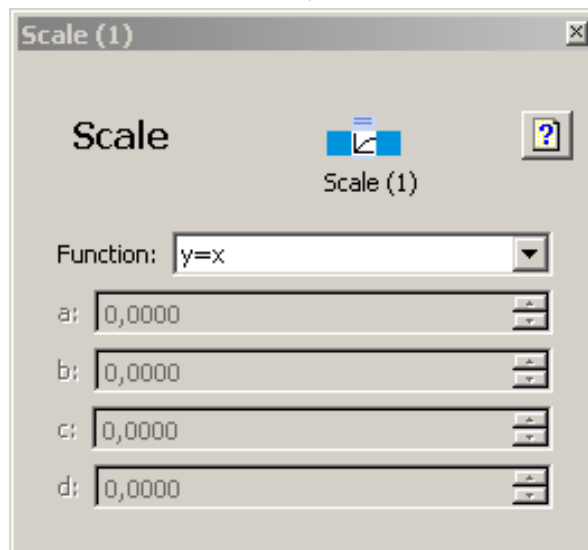 Scale (1)
Scale
Scale (1)
Function: y=x
a: 0,0000
b: 0,0000
c: 0,0000
d: 0,0000